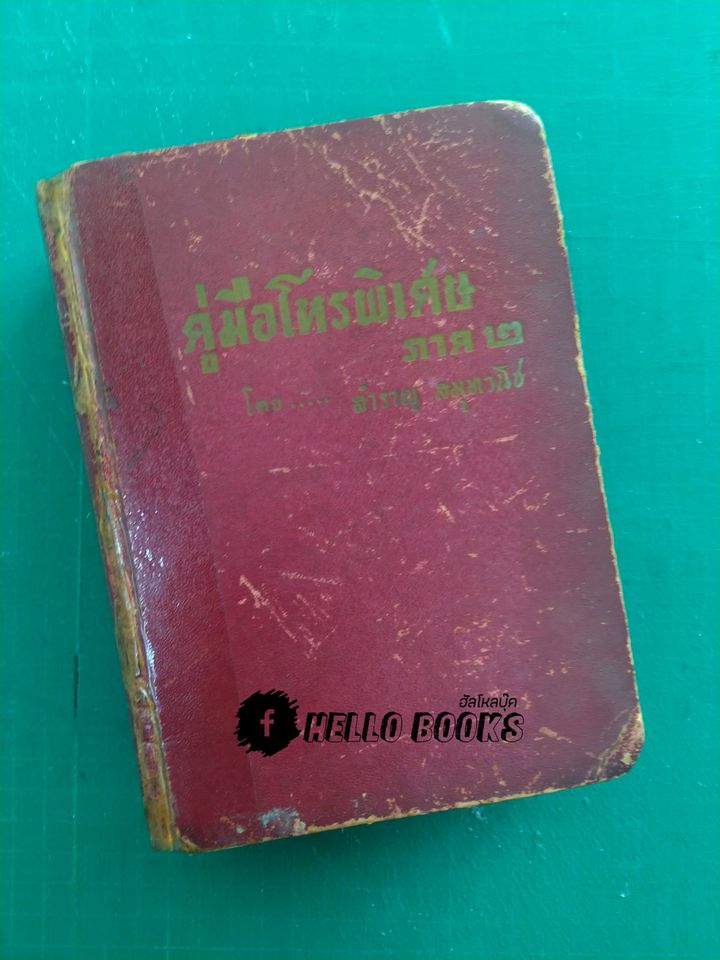 คู่มือโหรพิเศษ
ภาค ๒
โดย ..... สำราญ สมุทวนิช
ฮัลโหลบุ๊ค
f HELLO BOOKS